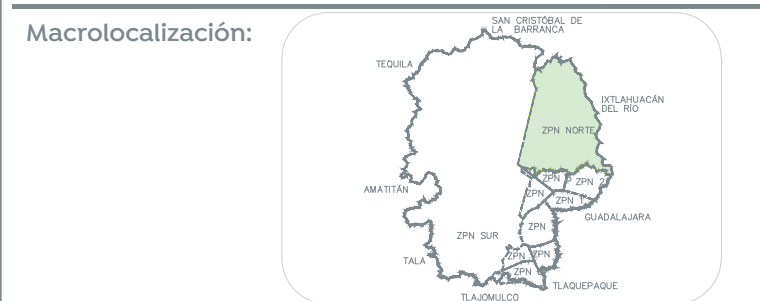 Macrolocalización:
SAN CRISTÓBAL DE
LA BARRANCA
TEQUILA
IXTLAHUACÁN
DEL RÍO
ZPN NORTE
ZPN
ZPN 2
AMATITÁN
ZPN
ZPN 1
GUADALAJARA
ZPN
ZPN SUR
ZPN
ZPN
TALA
ZPN
TLAQUEPAQUE
TLAJOMULCO